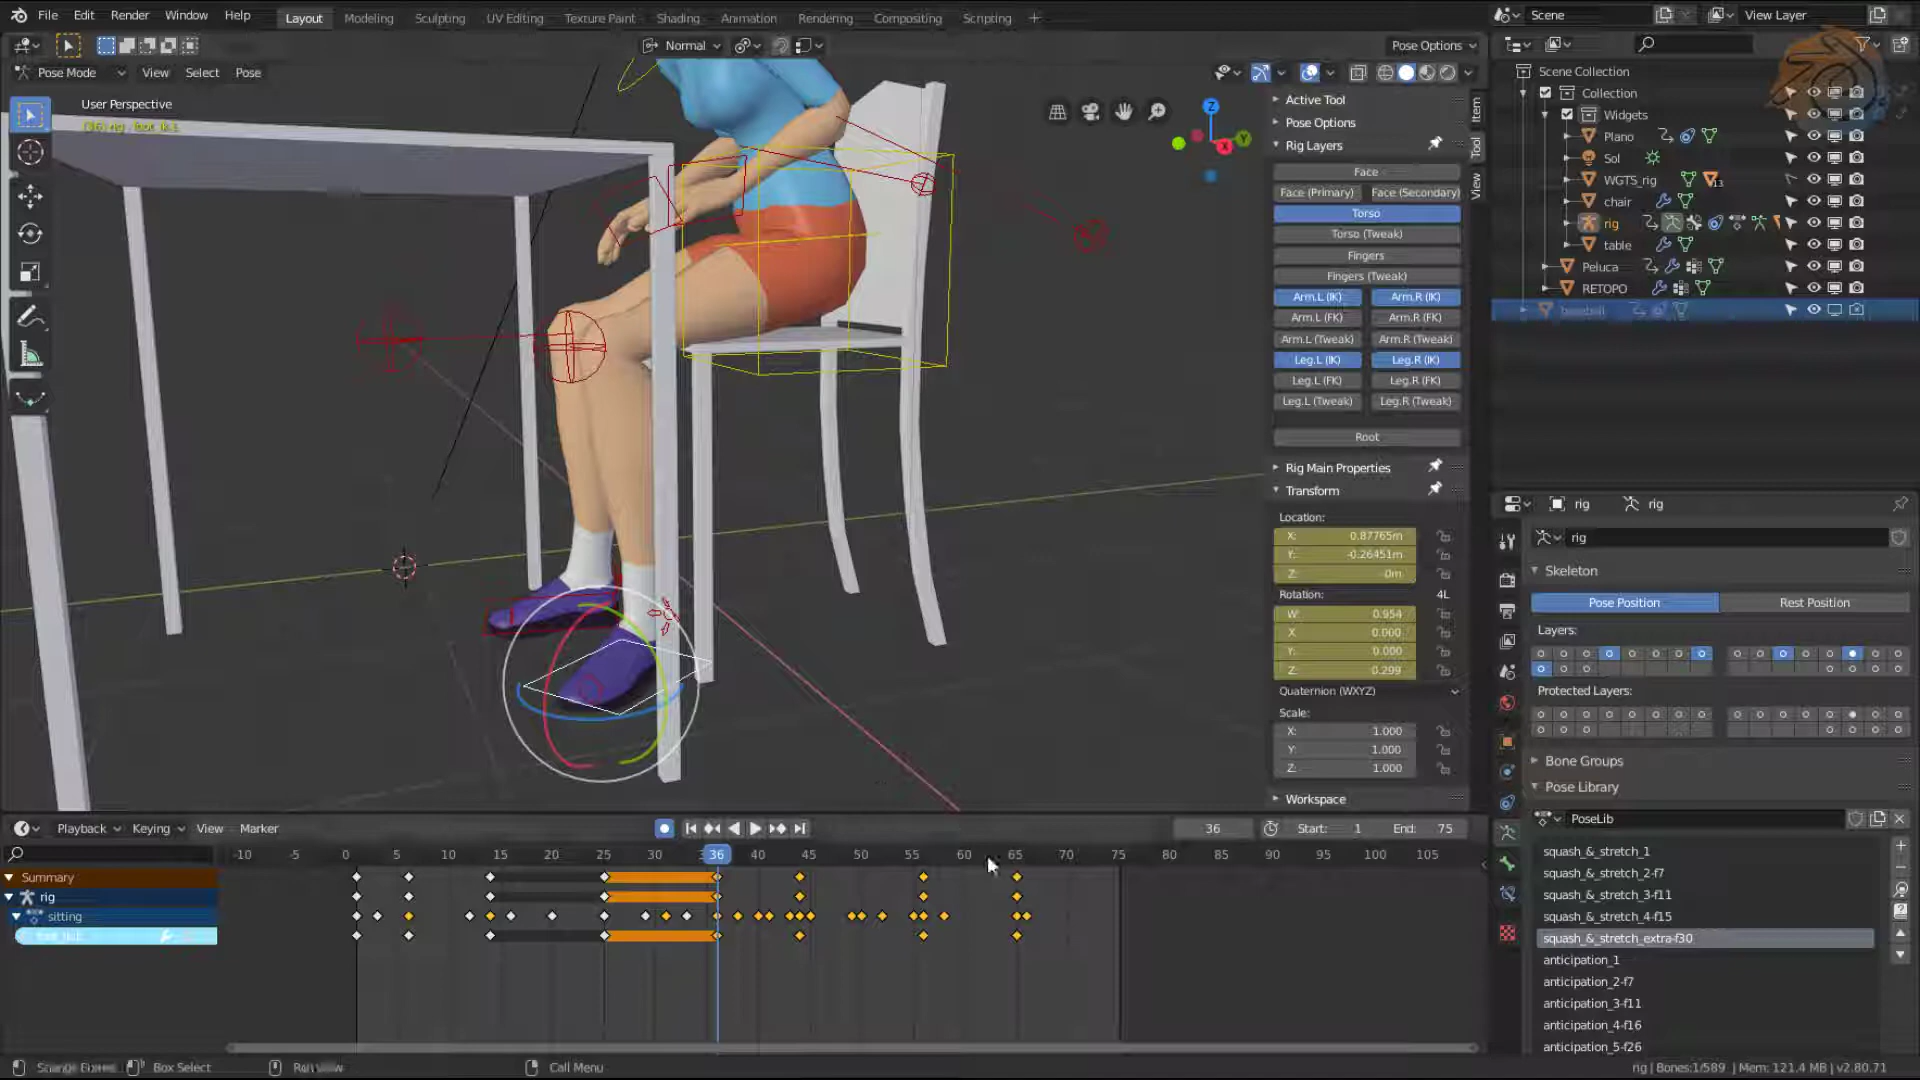 File Edit Render Window Help Layout Modeling Sculpting UV Editing Texture Paint Shading Animation Rendering Compositing Scripting + Scene View Layer
Normal Pose Options
Pose Mode View Select Pose
User Perspective
Z
X
Y
Active Tool
Pose Options
Rig Layers
Face
Face (Primary) Face (Secondary)
Torso
Torso (Tweak)
Fingers
Fingers (Tweak)
Arm.L (IK) Arm.R (IK)
Arm.L (FK) Arm.R (FK)
Arm.L (Tweak) Arm.R (Tweak)
Leg.L (IK) Leg.R (IK)
Leg.L (FK) Leg.R (FK)
Leg.L (Tweak) Leg.R (Tweak)
Root
Rig Main Properties
Transform
Location:
X: 0.87765m
Y: -0.26451m
Z: -0m
Rotation: 4L
W: 0.954
X: 0.000
Y: 0.000
Z: 0.299
Quaternion (WXYZ)
Scale:
X: 1.000
Y: 1.000
Z: 1.000
Workspace
Item
Tool
View
Scene Collection
Collection
Widgets
Plano
Sol
WGTS_rig 13
chair
rig
table
Peluca
RETOPO
rig rig
rig
Skeleton
Pose Position Rest Position
Layers:
Protected Layers:
Bone Groups
Pose Library
PoseLib
squash_&_stretch_1
squash_&_stretch_2-f7
squash_&_stretch_3-f11
squash_&_stretch_4-f15
squash_&_stretch_extra-f30
anticipation_1
anticipation_2-f7
anticipation_3-f11
anticipation_4-f16
anticipation_5-f26
Playback Keying View Marker 36 Start: 1 End: 75
-10 -5 0 5 10 15 20 25 30 36 40 45 50 55 60 65 70 75 80 85 90 95 100 105
Summary
rig
sitting
Box Select Call Menu rig | Bones:1/589 | Mem: 121.4 MB | v2.80.71